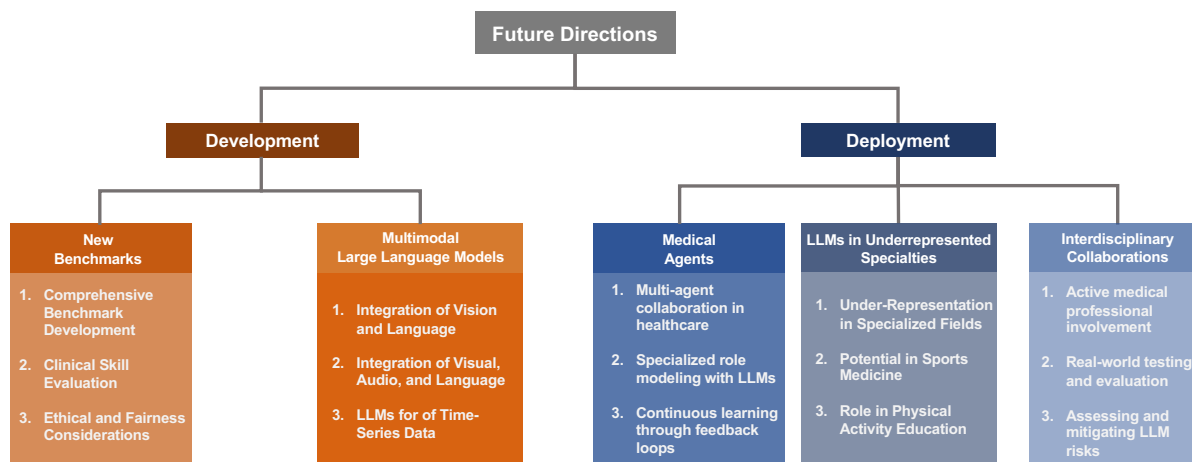 Future Directions
Development
Deployment
New
Benchmarks
1. Comprehensive
Benchmark
Development
2. Clinical Skill
Evaluation
3. Ethical and Fairness
Considerations
Multimodal
Large Language Models
1. Integration of Vision
and Language
2. Integration of Visual,
Audio, and Language
3. LLMs for of Time-
Series Data
Medical
Agents
1. Multi-agent
collaboration in
healthcare
2. Specialized role
modeling with LLMs
3. Continuous learning
through feedback
loops
LLMs in Underrepresented
Specialties
1. Under-Representation
in Specialized Fields
2. Potential in Sports
Medicine
3. Role in Physical
Activity Education
Interdisciplinary
Collaborations
1. Active medical
professional
involvement
2. Real-world testing
and evaluation
3. Assessing and
mitigating LLM
risks